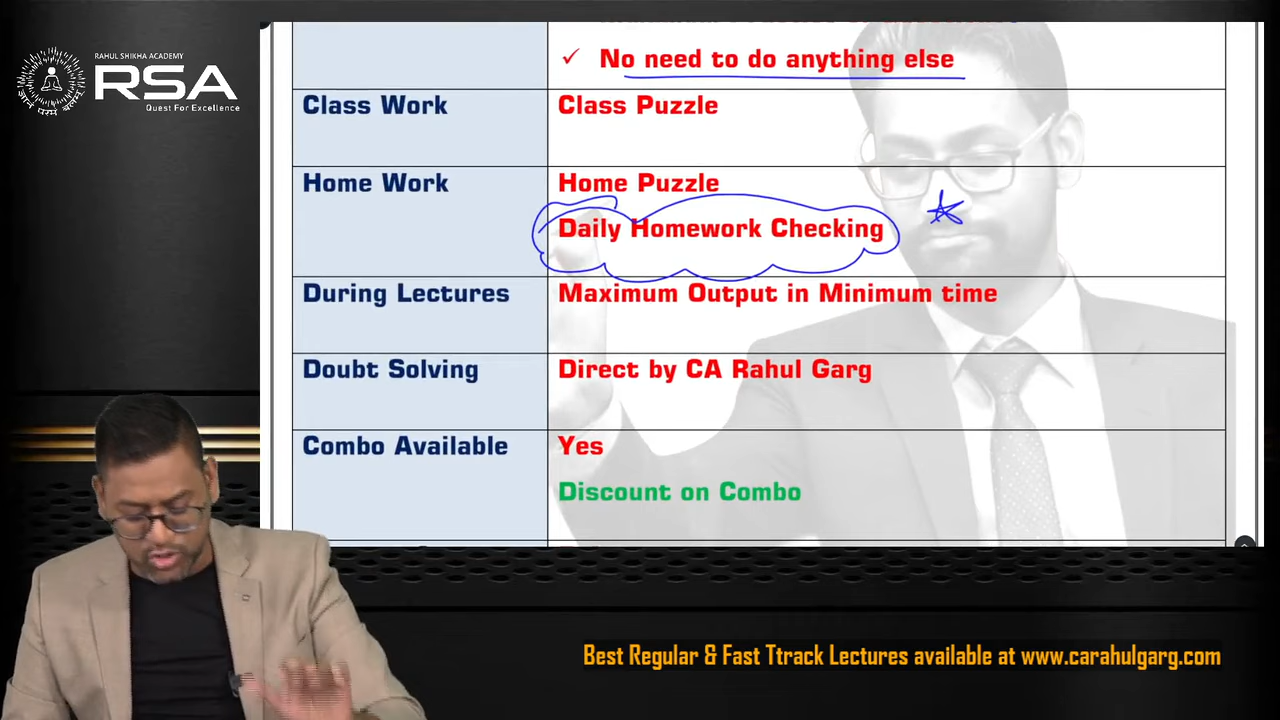 RAHUL SHIKHA ACADEMY
RSA
Quest For Excellence
ज्ञानं परमं बलम्
✓ No need to do anything else
Class Work
Class Puzzle
Home Work
Home Puzzle
Daily Homework Checking
During Lectures
Maximum Output in Minimum time
Doubt Solving
Direct by CA Rahul Garg
Combo Available
Yes
Discount on Combo
Best Regular & Fast Ttrack Lectures available at www.carahulgarg.com